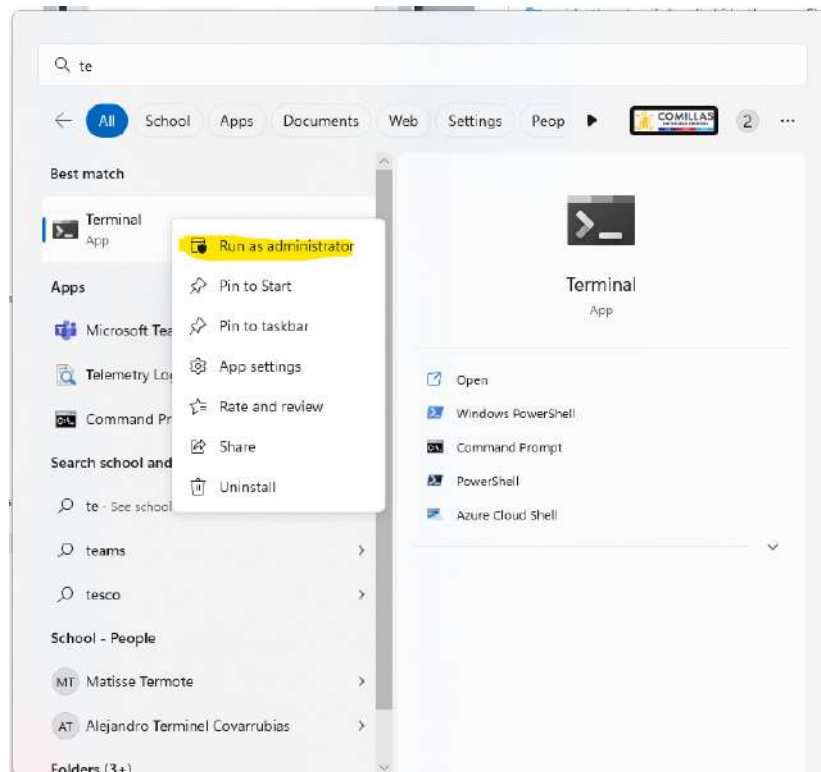 te
All School Apps Documents Web Settings Peop COMILLAS 2 ...
Best match
Terminal
App
Run as administrator
Pin to Start
Pin to taskbar
App settings
Rate and review
Share
Uninstall
Apps
Microsoft Tea
Telemetry Lo
Command Pr
Search school and
te - See school
teams
tesco
School - People
MT Matisse Termote
AT Alejandro Terminel Covarrubias
Folders (3+)
Terminal
App
Open
Windows PowerShell
Command Prompt
PowerShell
Azure Cloud Shell